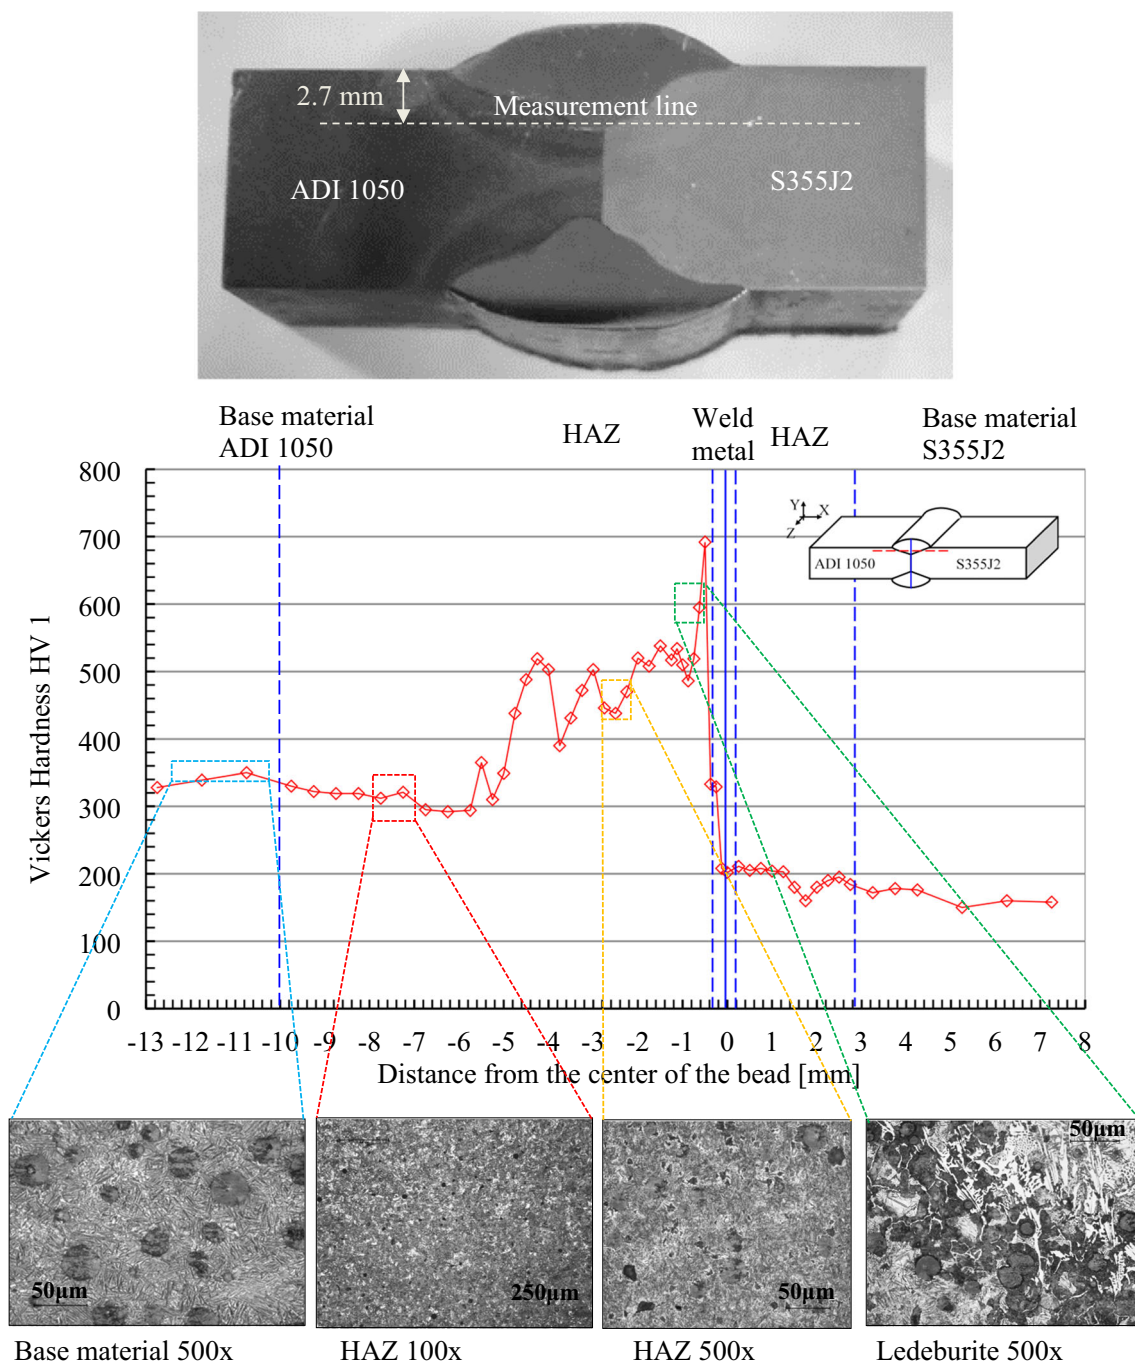 2.7 mm
Measurement line
ADI 1050
S355J2
Base material
ADI 1050
HAZ
Weld
metal
HAZ
Base material
S355J2
800
700
600
500
400
300
200
100
0
Vickers Hardness HV 1
Y
X
Z
ADI 1050
S355J2
-13 -12 -11 -10 -9 -8 -7 -6 -5 -4 -3 -2 -1 0 1 2 3 4 5 6 7 8
Distance from the center of the bead [mm]
50μm
250μm
50μm
50μm
Base material 500x
HAZ 100x
HAZ 500x
Ledeburite 500x